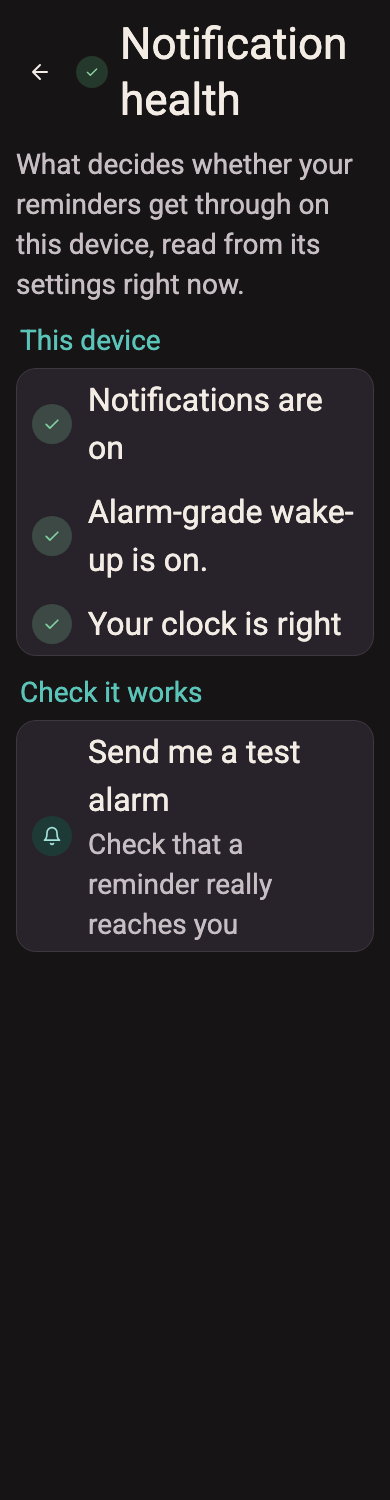 Notification
health
What decides whether your
reminders get through on
this device, read from its
settings right now.
This device
Notifications are
on
Alarm-grade wake-
up is on.
Your clock is right
Check it works
Send me a test
alarm
Check that a
reminder really
reaches you